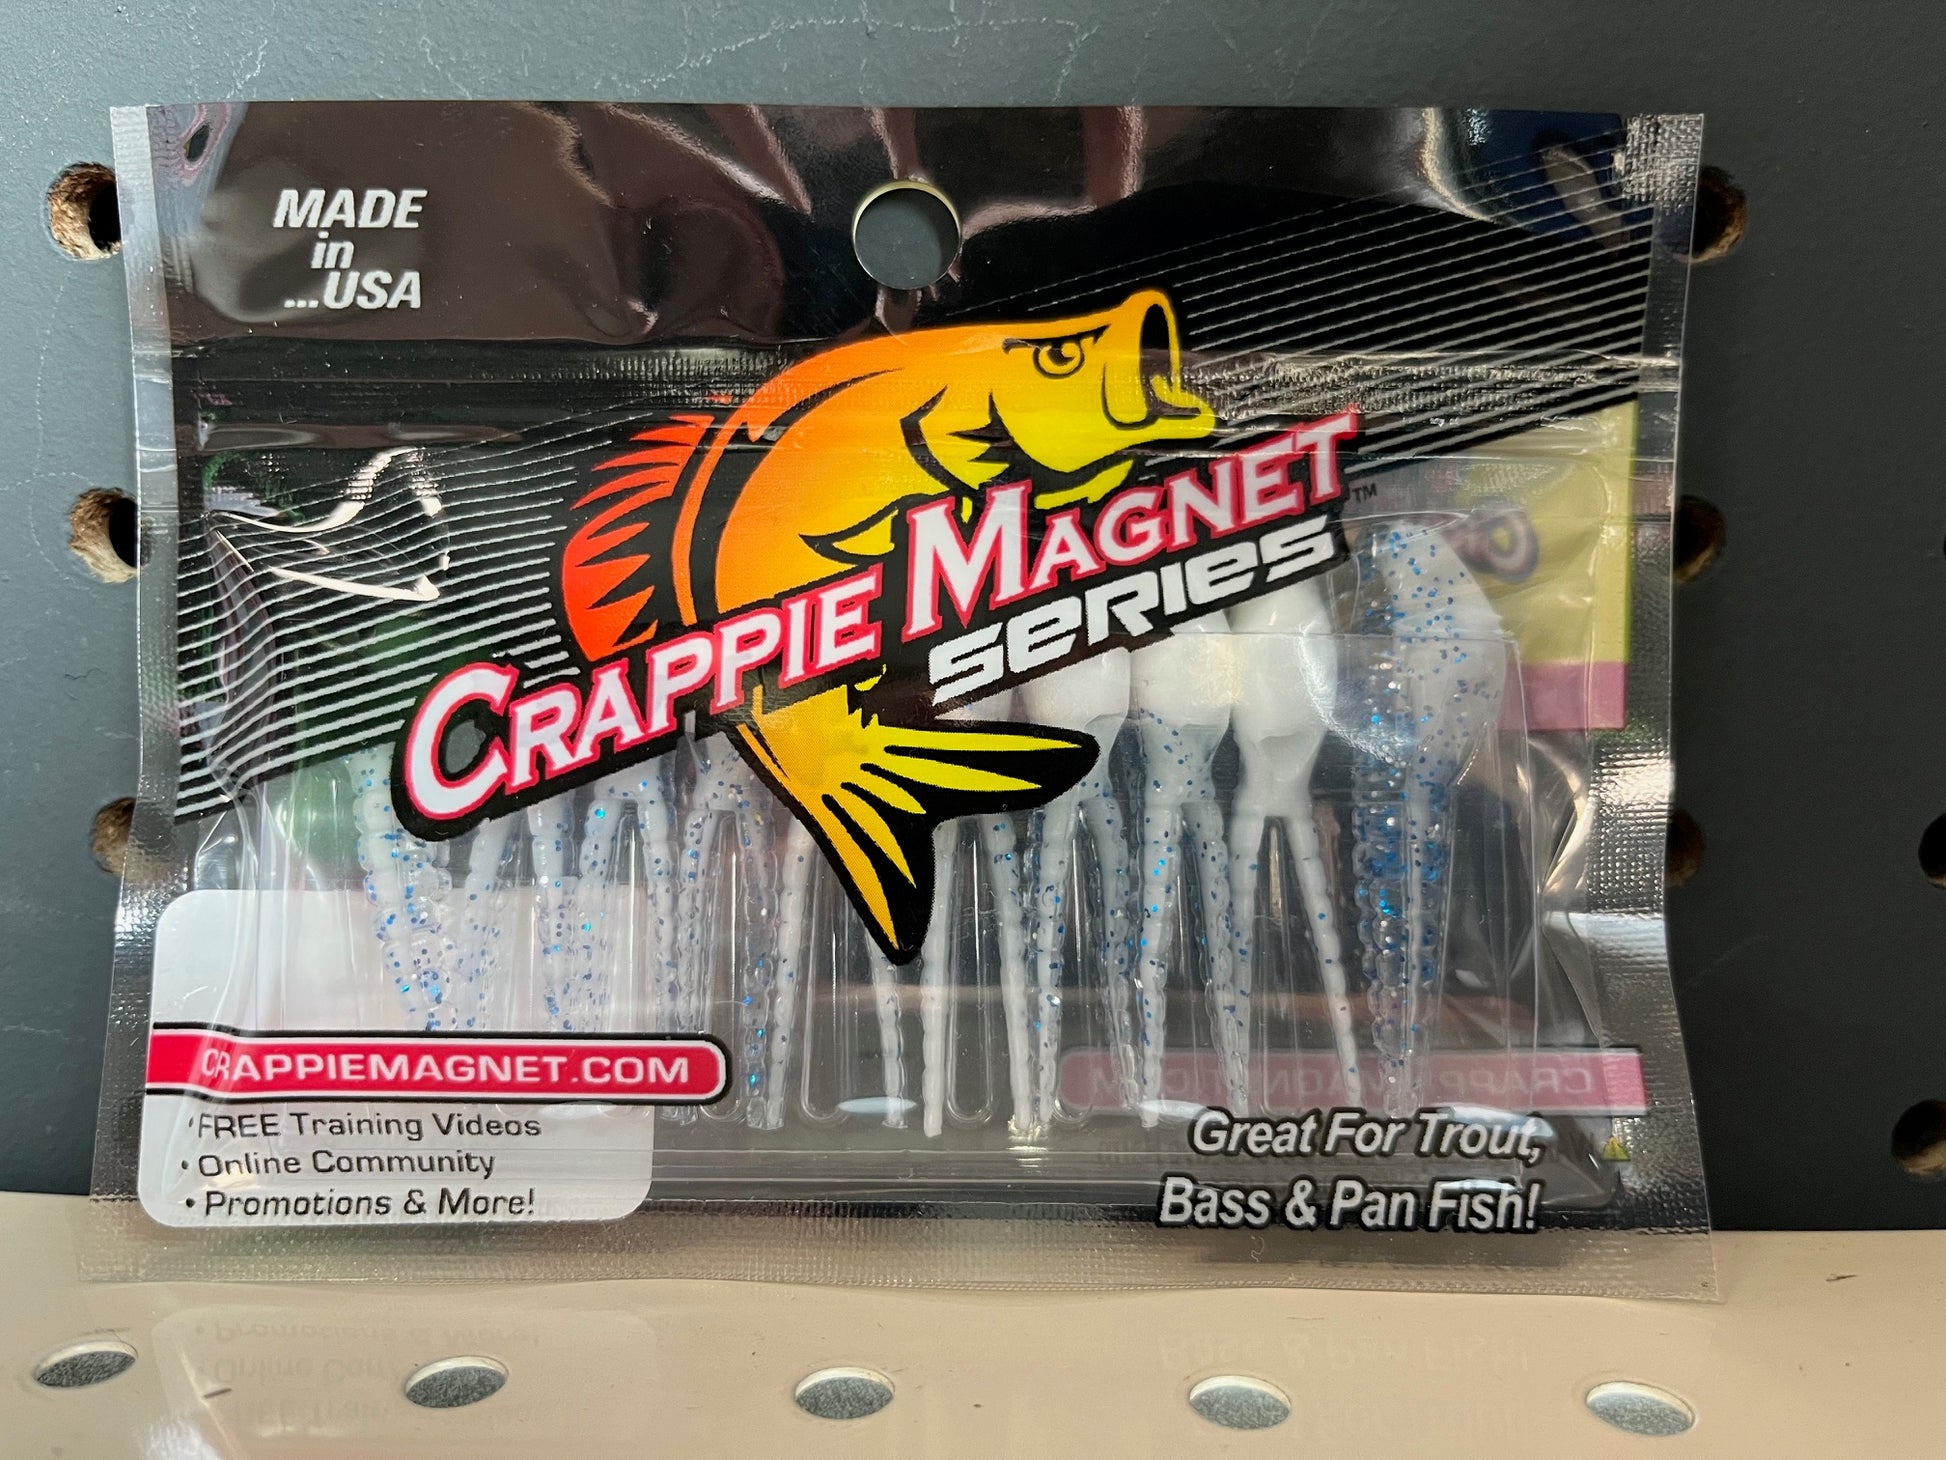 MADE
in
...USA
CRAPPIE MAGNET™
SERIES
CRAPPIEMAGNET.COM
•FREE Training Videos
• Online Community
• Promotions & More!
Great For Trout,
Bass & Pan Fish!